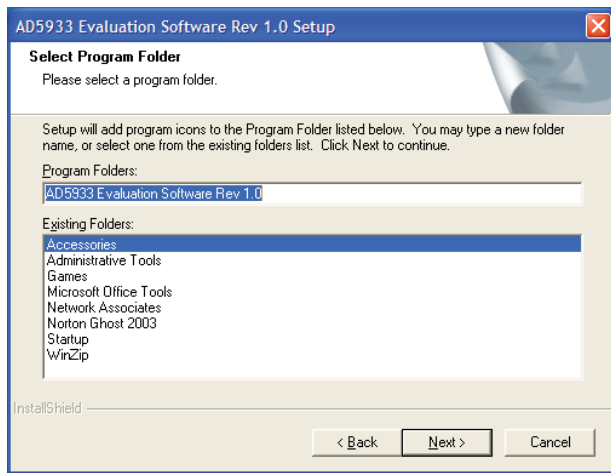 AD5933 Evaluation Software Rev 1.0 Setup
Select Program Folder
Please select a program folder.
Setup will add program icons to the Program Folder listed below. You may type a new folder
name, or select one from the existing folders list. Click Next to continue.
Program Folders:
AD5933 Evaluation Software Rev 1.0
Existing Folders:
Accessories
Administrative Tools
Games
Microsoft Office Tools
Network Associates
Norton Ghost 2003
Startup
WinZip
InstallShield
< Back Next > Cancel